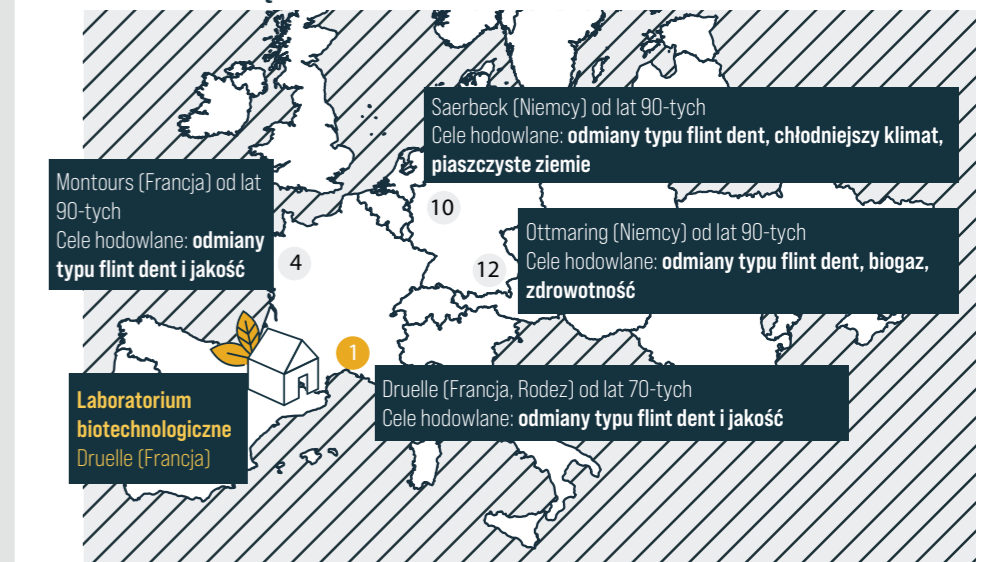 Saerbeck (Niemcy) od lat 90-tych
Cele hodowlane: odmiany typu flint dent, chłodniejszy klimat,
piaszczyste ziemie
Montours (Francja) od lat
90-tych
Cele hodowlane: odmiany
typu flint dent i jakość
10
Ottmaring (Niemcy) od lat 90-tych
Cele hodowlane: odmiany typu flint dent, biogaz,
zdrowotność
4
12
1
Druelle (Francja, Rodez) od lat 70-tych
Cele hodowlane: odmiany typu flint dent i jakość
Laboratorium
biotechnologiczne
Druelle (Francja)